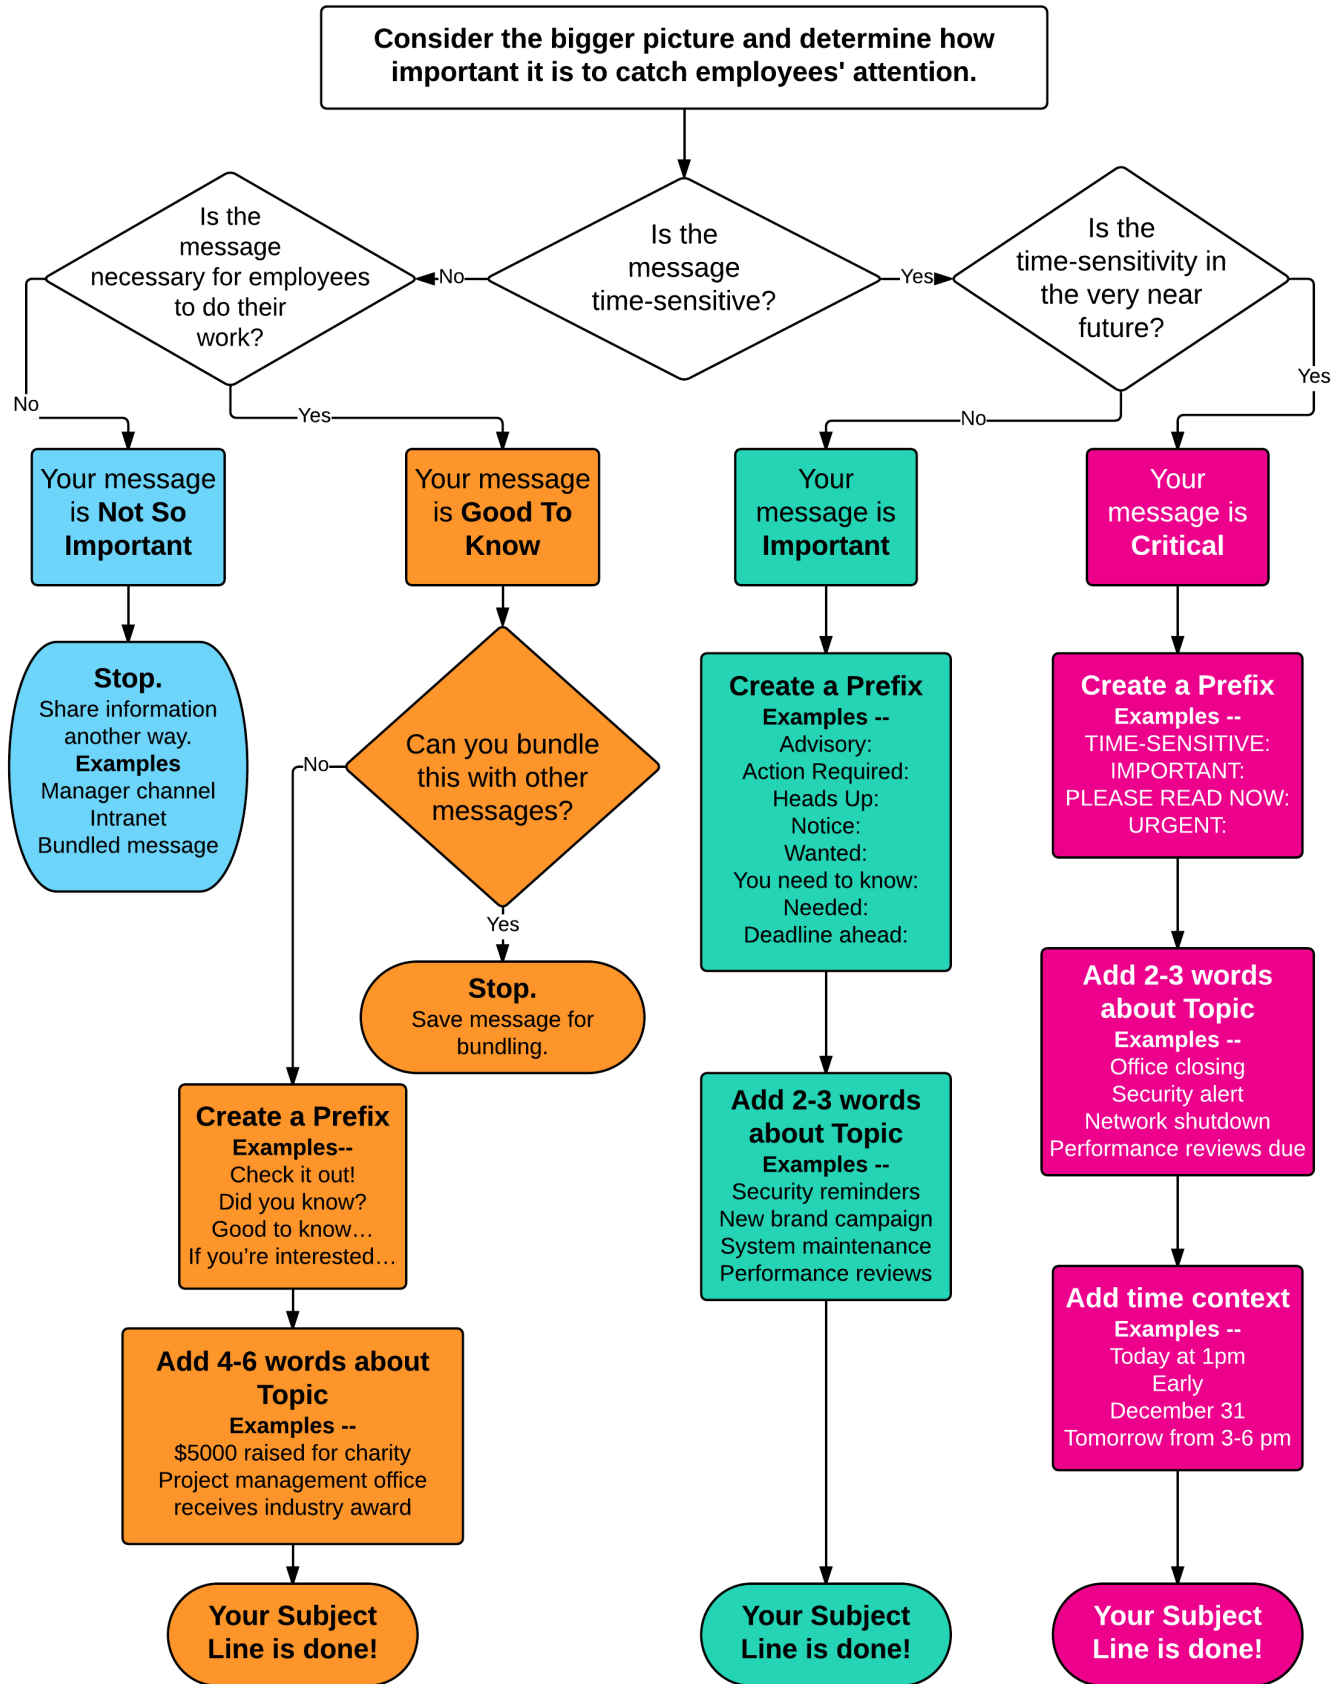 Consider the bigger picture and determine how
important it is to catch employees' attention.
Is the
message
necessary for employees
to do their
work?
No
Is the
message
time-sensitive?
Yes
Is the
time-sensitivity in
the very near
future?
No
Yes
No
Yes
Your message
is Not So
Important
Your message
is Good To
Know
Your
message is
Important
Your
message is
Critical
Stop.
Share information
another way.
Examples
Manager channel
Intranet
Bundled message
Can you bundle
this with other
messages?
No
Yes
Stop.
Save message for
bundling.
Create a Prefix
Examples--
Check it out!
Did you know?
Good to know…
If you’re interested…
Add 4-6 words about
Topic
Examples --
$5000 raised for charity
Project management office
receives industry award
Your Subject
Line is done!
Create a Prefix
Examples --
Advisory:
Action Required:
Heads Up:
Notice:
Wanted:
You need to know:
Needed:
Deadline ahead:
Add 2-3 words
about Topic
Examples --
Security reminders
New brand campaign
System maintenance
Performance reviews
Your Subject
Line is done!
Create a Prefix
Examples --
TIME-SENSITIVE:
IMPORTANT:
PLEASE READ NOW:
URGENT:
Add 2-3 words
about Topic
Examples --
Office closing
Security alert
Network shutdown
Performance reviews due
Add time context
Examples --
Today at 1pm
Early
December 31
Tomorrow from 3-6 pm
Your Subject
Line is done!